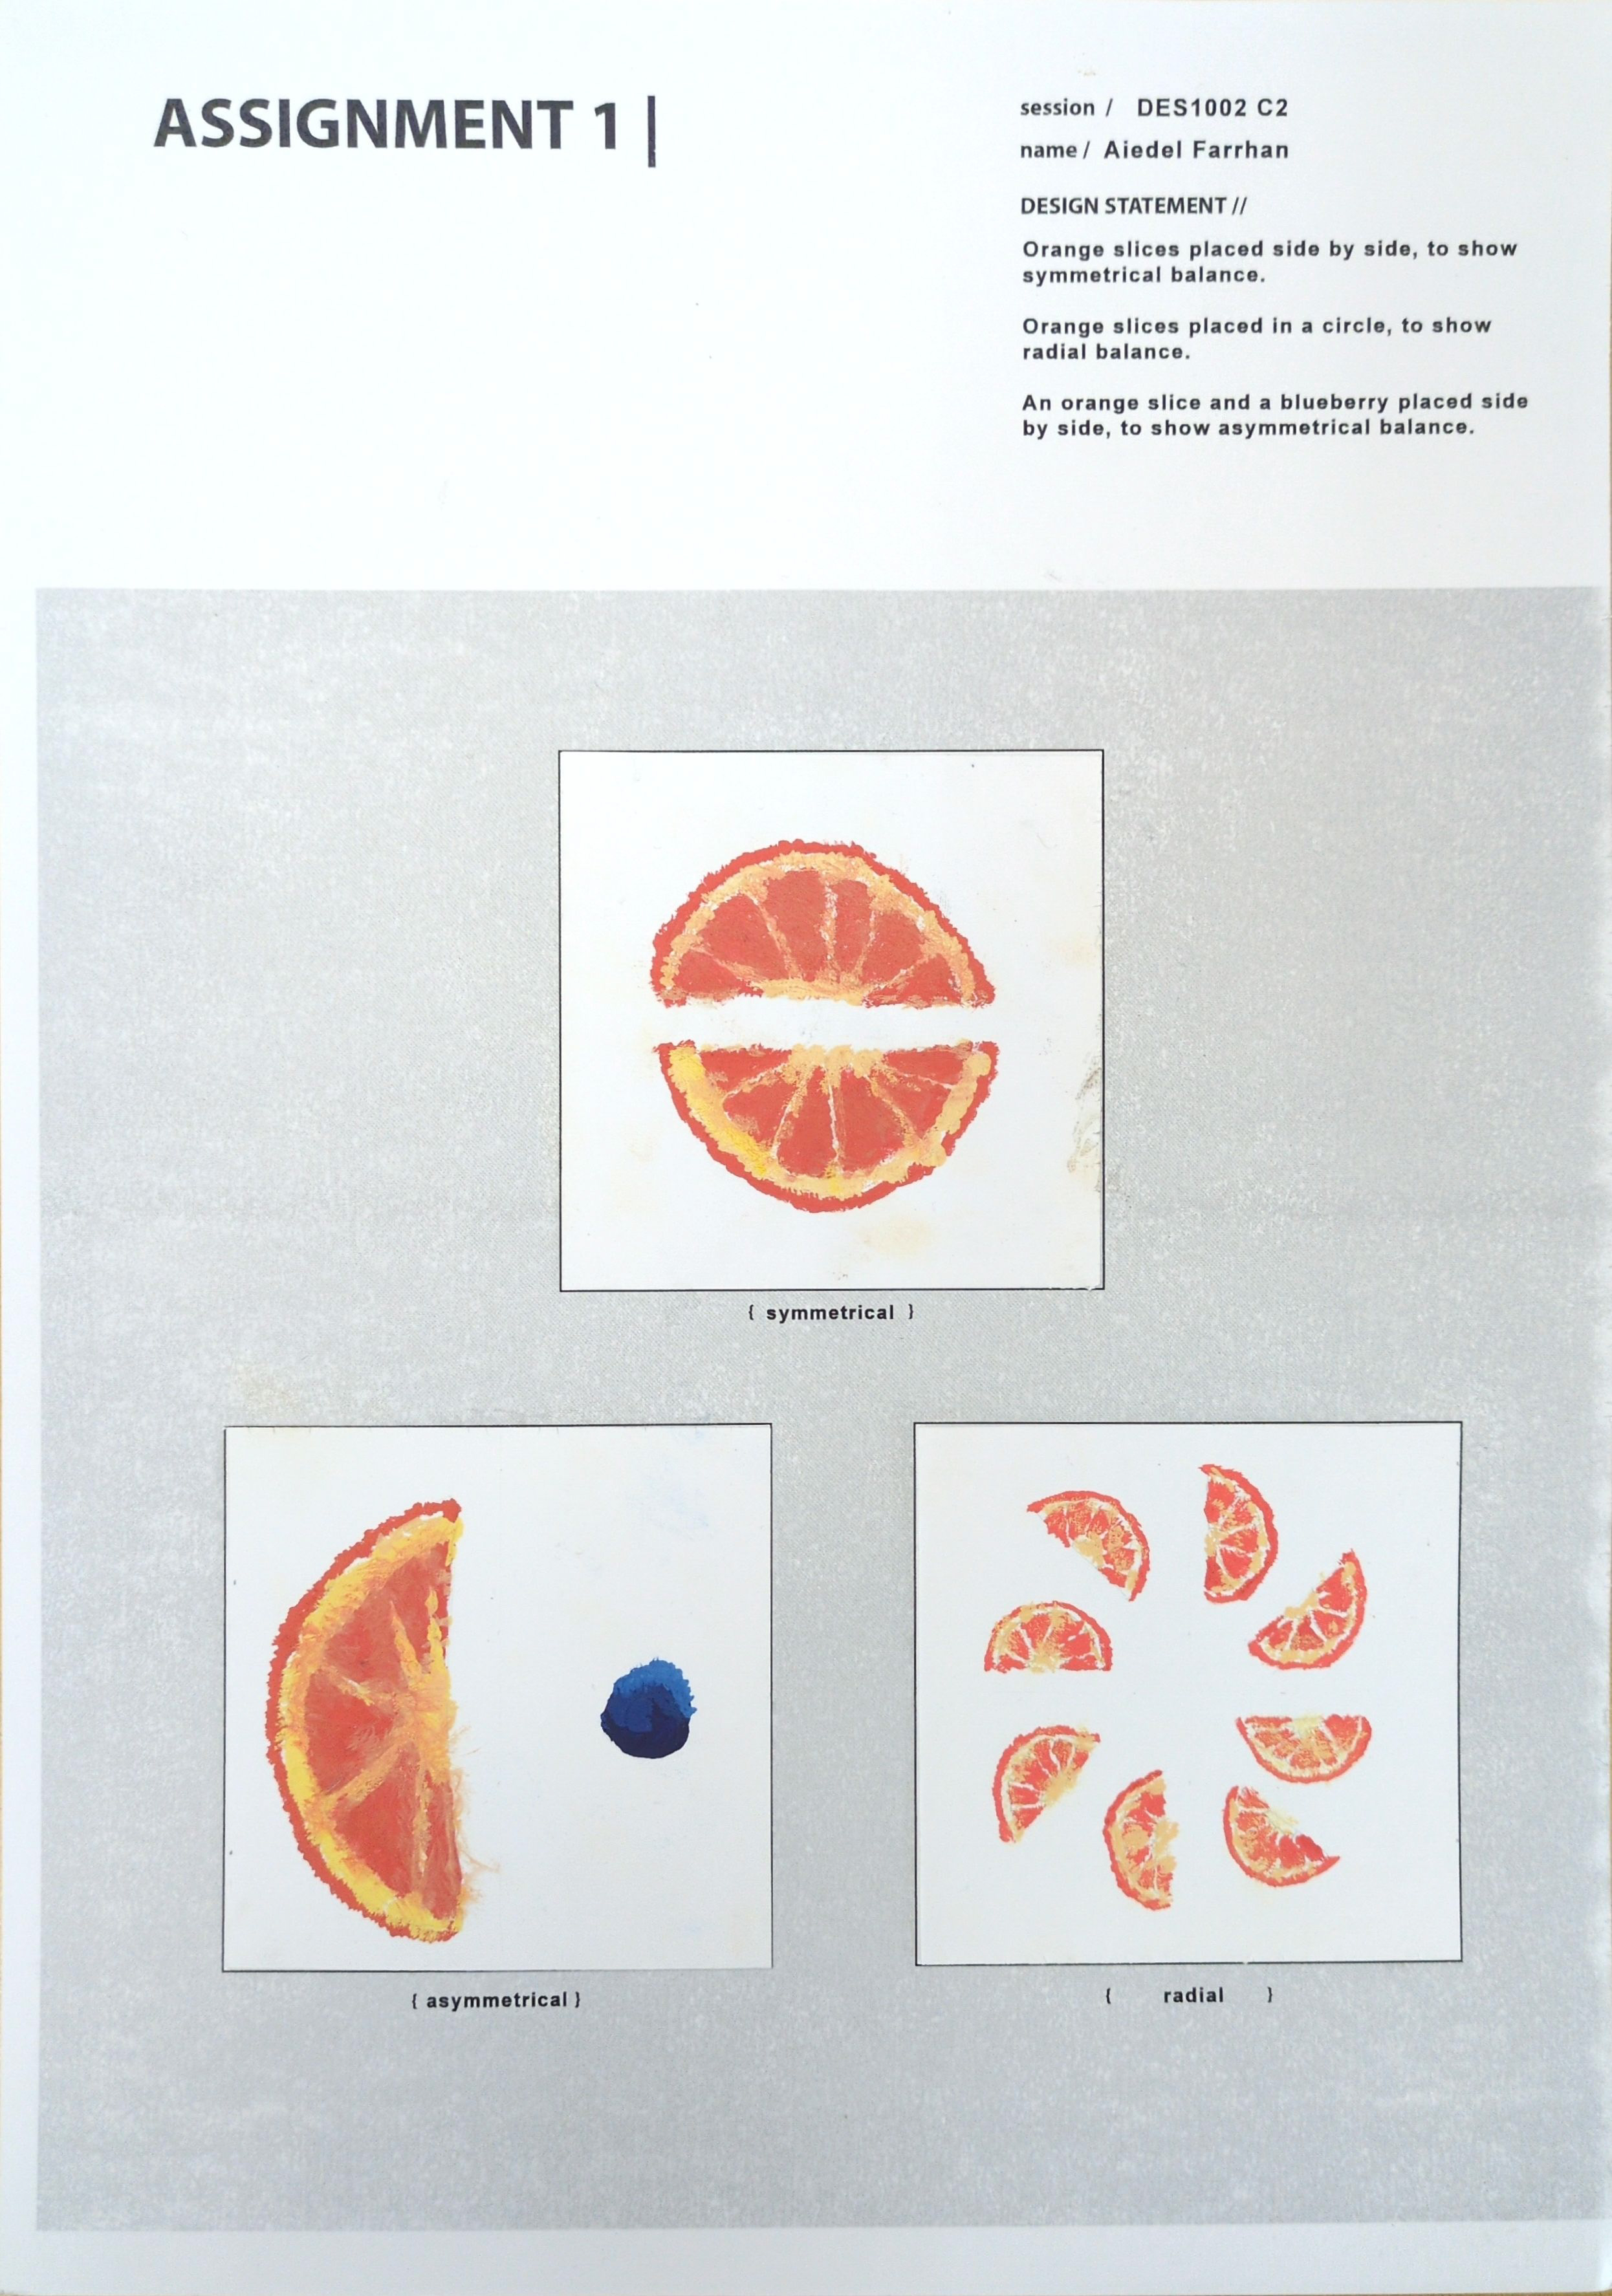 ASSIGNMENT 1 |
session / DES1002 C2
name / Aiedel Farrhan
DESIGN STATEMENT //
Orange slices placed side by side, to show
symmetrical balance.
Orange slices placed in a circle, to show
radial balance.
An orange slice and a blueberry placed side
by side, to show asymmetrical balance.
{ symmetrical }
{ asymmetrical }
{ radial }